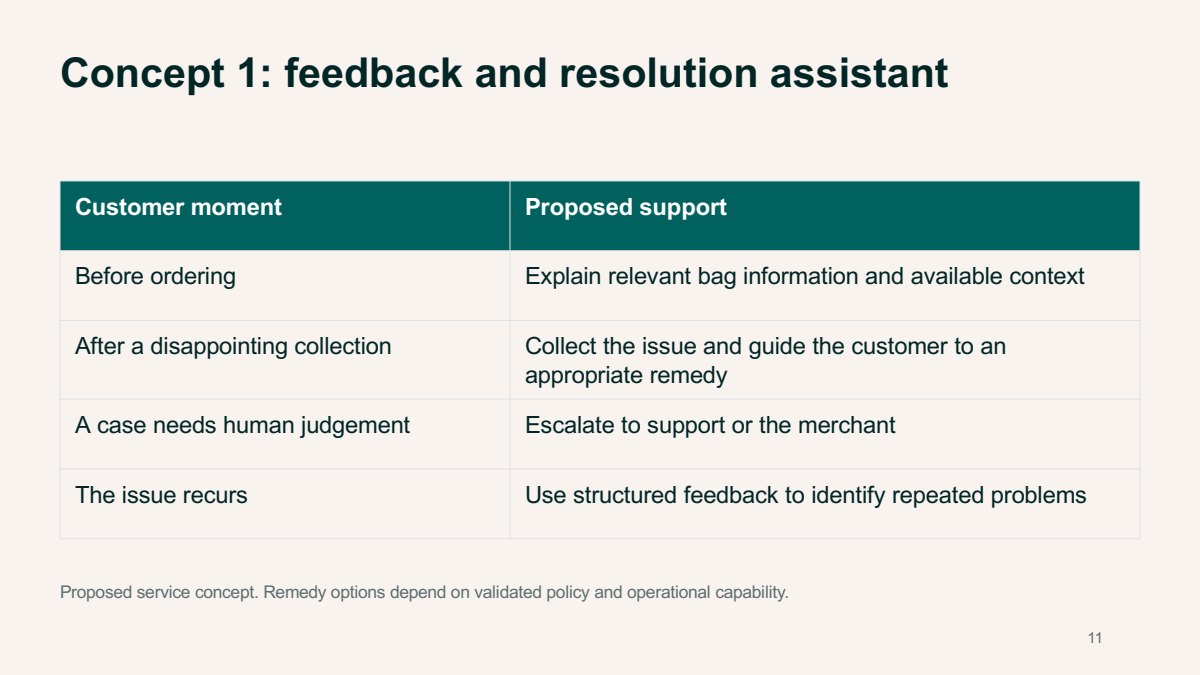 Concept 1: feedback and resolution assistant
Customer moment
Proposed support
Before ordering
Explain relevant bag information and available context
After a disappointing collection
Collect the issue and guide the customer to an
appropriate remedy
A case needs human judgement
Escalate to support or the merchant
The issue recurs
Use structured feedback to identify repeated problems
Proposed service concept. Remedy options depend on validated policy and operational capability.
11